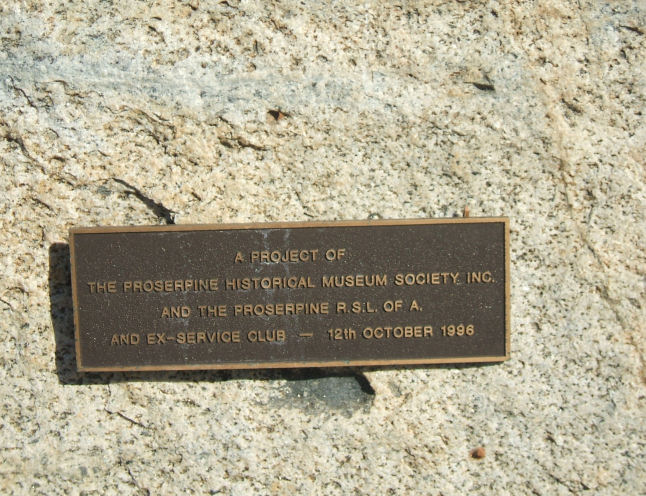 A PROJECT OF
THE PROSERPINE HISTORICAL MUSEUM SOCIETY INC.
AND THE PROSERPINE R.S.L. OF A.
AND EX-SERVICE CLUB — 12th OCTOBER 1996